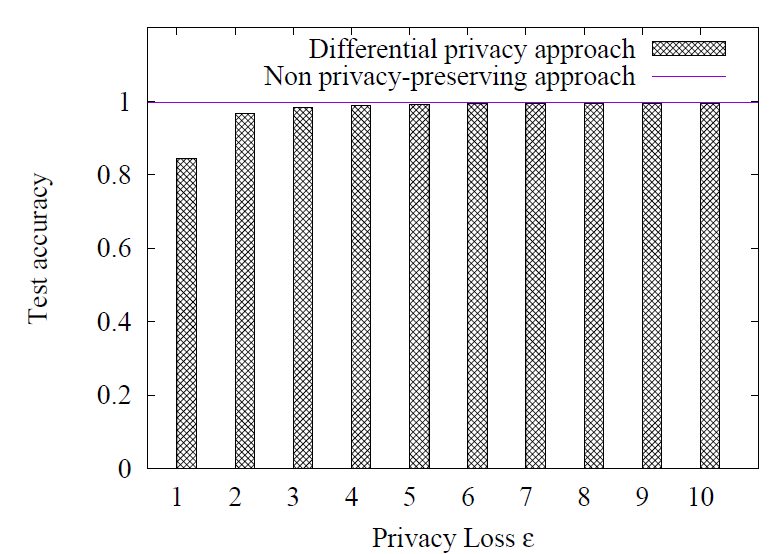 Differential privacy approach
Non privacy-preserving approach
1
0.8
0.6
0.4
0.2
0
Test accuracy
1 2 3 4 5 6 7 8 9 10
Privacy Loss ε